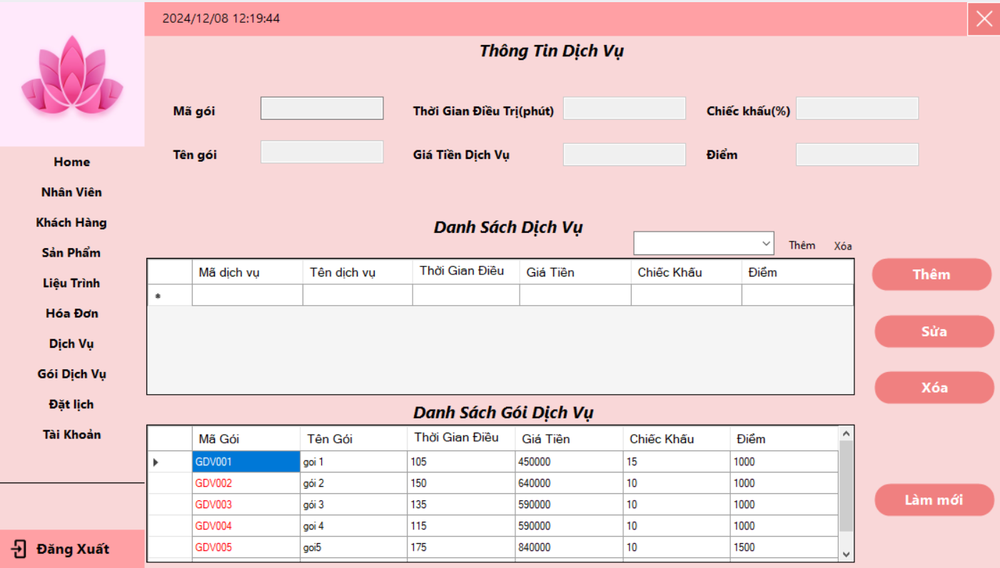 2024/12/08 12:19:44
Thông Tin Dịch Vụ
Mã gói
Thời Gian Điều Trị(phút)
Chiếc khấu(%)
Tên gói
Giá Tiền Dịch Vụ
Điểm
Home
Nhân Viên
Khách Hàng
Sản Phẩm
Liệu Trình
Hóa Đơn
Dịch Vụ
Gói Dịch Vụ
Đặt lịch
Tài Khoản
Đăng Xuất
Danh Sách Dịch Vụ
Thêm Xóa
Mã dịch vụ Tên dịch vụ Thời Gian Điều Giá Tiền Chiếc Khấu Điểm
Danh Sách Gói Dịch Vụ
Mã Gói Tên Gói Thời Gian Điều Giá Tiền Chiếc Khấu Điểm
GDV001 goi 1 105 450000 15 1000
GDV002 gói 2 150 640000 10 1000
GDV003 gói 3 135 590000 10 1000
GDV004 goi 4 115 590000 10 1000
GDV005 goi5 175 840000 10 1500
Thêm
Sửa
Xóa
Làm mới